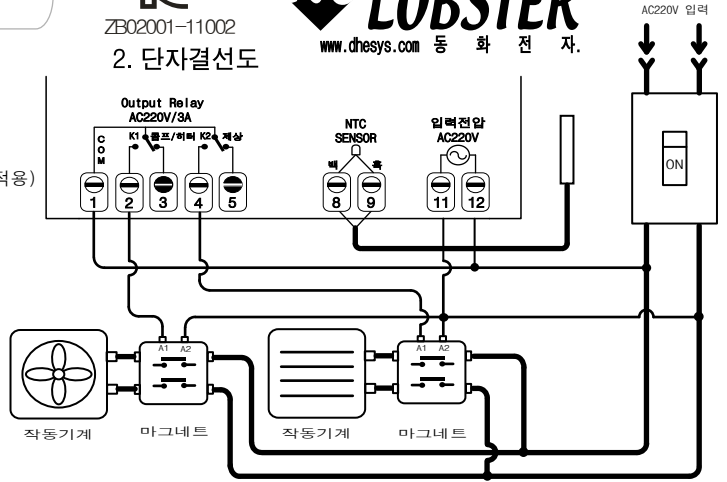 ZB02001-11002
LOBSTER
www.dhesys.com 동 화 전 자.
2. 단자결선도
적용)
AC220V 입력
ON
Output Relay
AC220V/3A
COM
K1 콤프/히터 K2 제상
NTC
SENSOR
백 흑
입력전압
AC220V
1 2 3 4 5 8 9 11 12
A1 A2
A1 A2
작동기계 마그네트 작동기계 마그네트